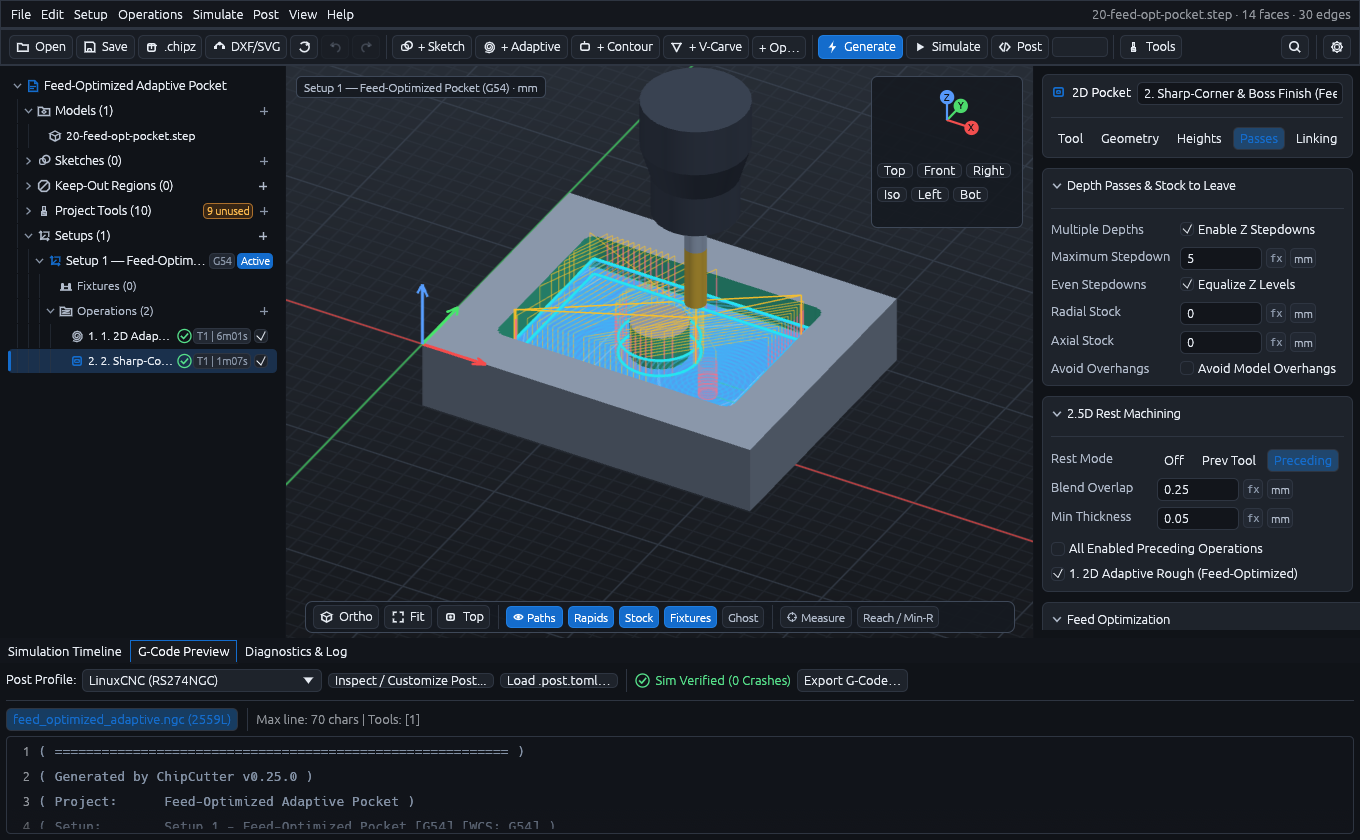 File Edit Setup Operations Simulate Post View Help
20-feed-opt-pocket.step · 14 faces · 30 edges
Open Save .chipz DXF/SVG + Sketch + Adaptive + Contour + V-Carve + Op... Generate Simulate Post Tools
Feed-Optimized Adaptive Pocket
Models (1) +
20-feed-opt-pocket.step
Sketches (0) +
Keep-Out Regions (0) +
Project Tools (10) 9 unused +
Setups (1) +
Setup 1 — Feed-Optim... G54 Active
Fixtures (0)
Operations (2) +
1. 1. 2D Adap... T1 | 6m01s
2. 2. Sharp-Co... T1 | 1m07s
Setup 1 — Feed-Optimized Pocket (G54) · mm
Z
Y
X
Top Front Right
Iso Left Bot
Ortho Fit Top Paths Rapids Stock Fixtures Ghost Measure Reach / Min-R
2D Pocket 2. Sharp-Corner & Boss Finish (Fee
Tool Geometry Heights Passes Linking
Depth Passes & Stock to Leave
Multiple Depths Enable Z Stepdowns
Maximum Stepdown 5 fx mm
Even Stepdowns Equalize Z Levels
Radial Stock 0 fx mm
Axial Stock 0 fx mm
Avoid Overhangs Avoid Model Overhangs
2.5D Rest Machining
Rest Mode Off Prev Tool Preceding
Blend Overlap 0.25 fx mm
Min Thickness 0.05 fx mm
All Enabled Preceding Operations
1. 2D Adaptive Rough (Feed-Optimized)
Feed Optimization
Simulation Timeline G-Code Preview Diagnostics & Log
Post Profile: LinuxCNC (RS274NGC) Inspect / Customize Post... Load .post.toml... Sim Verified (0 Crashes) Export G-Code...
feed_optimized_adaptive.ngc (2559L) Max line: 70 chars | Tools: [1]
1 ( ========================================================== )
2 ( Generated by ChipCutter v0.25.0 )
3 ( Project: Feed-Optimized Adaptive Pocket )
4 ( Setup: Setup 1 - Feed-Optimized Pocket [G54] [WCS: G54] )